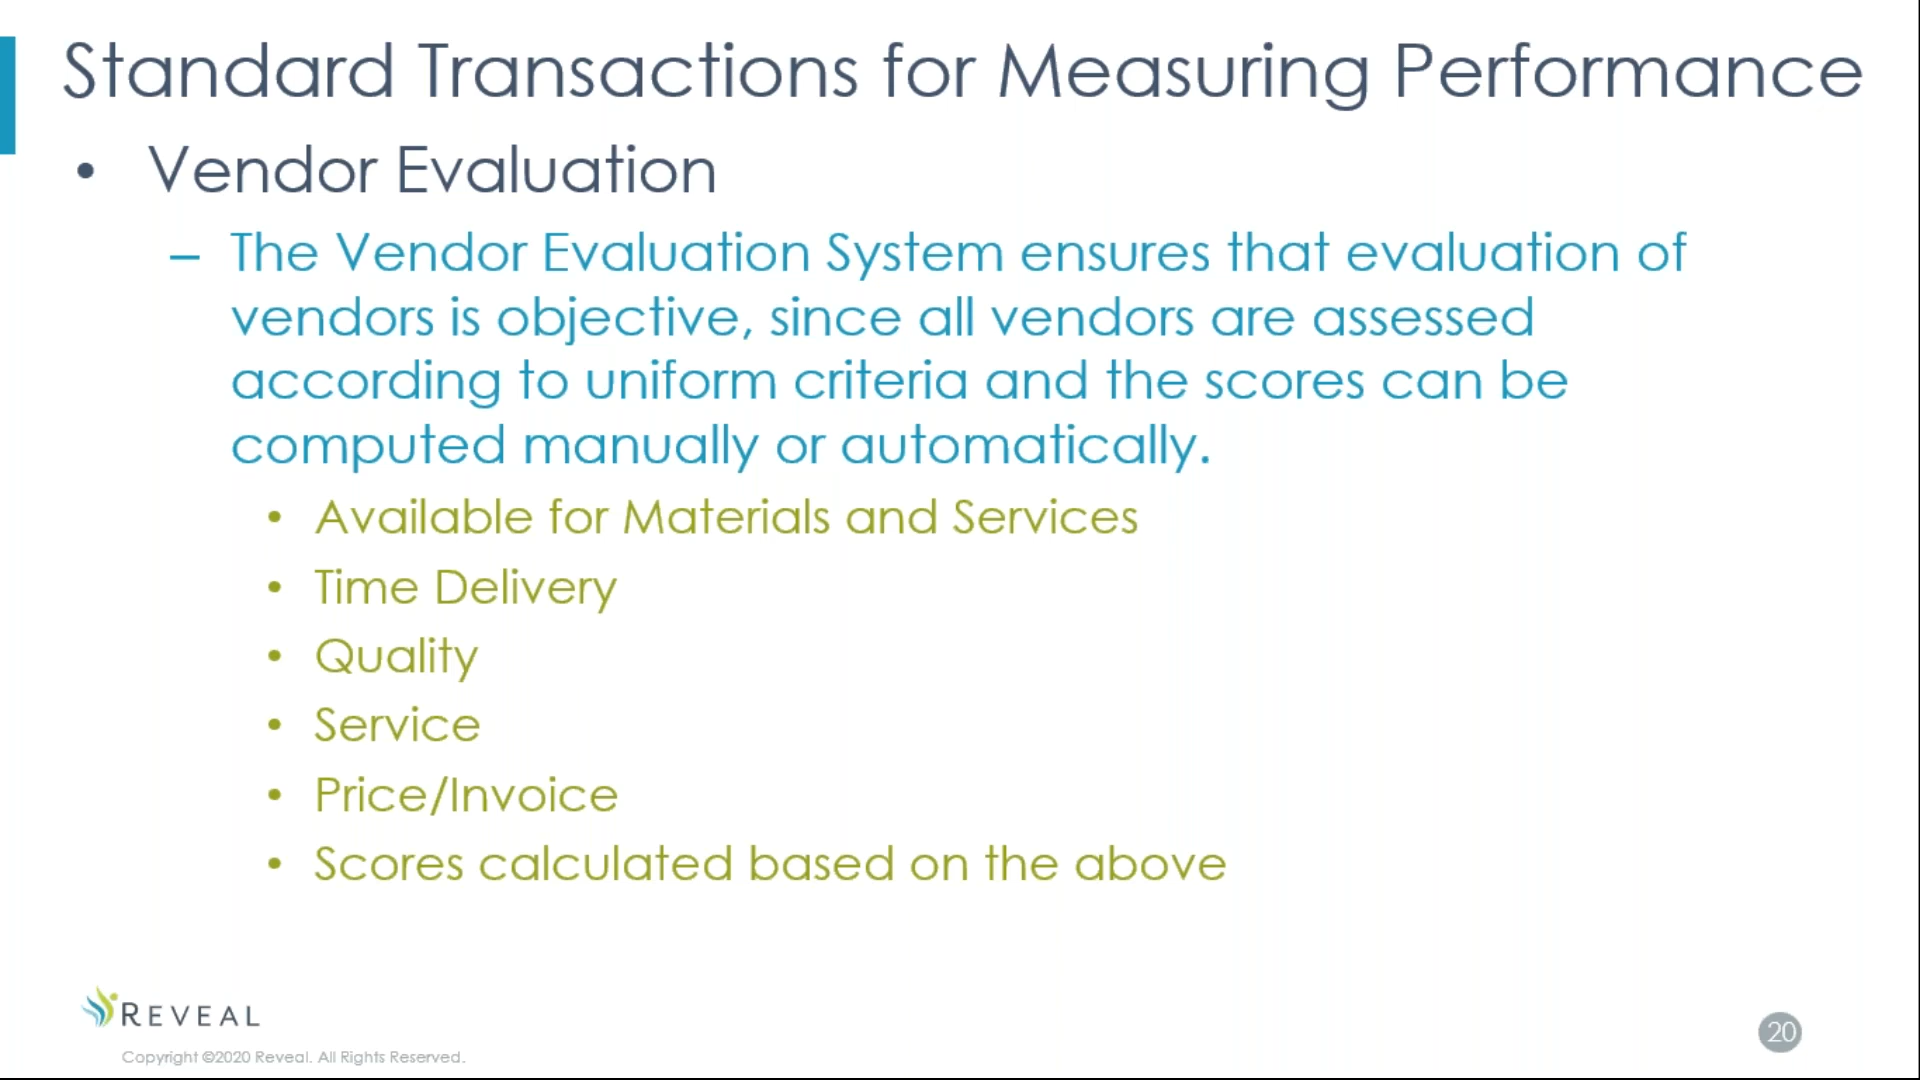 Standard Transactions for Measuring Performance
• Vendor Evaluation
– The Vendor Evaluation System ensures that evaluation of
vendors is objective, since all vendors are assessed
according to uniform criteria and the scores can be
computed manually or automatically.
• Available for Materials and Services
• Time Delivery
• Quality
• Service
• Price/Invoice
• Scores calculated based on the above
REVEAL
Copyright ©2020 Reveal. All Rights Reserved.
20